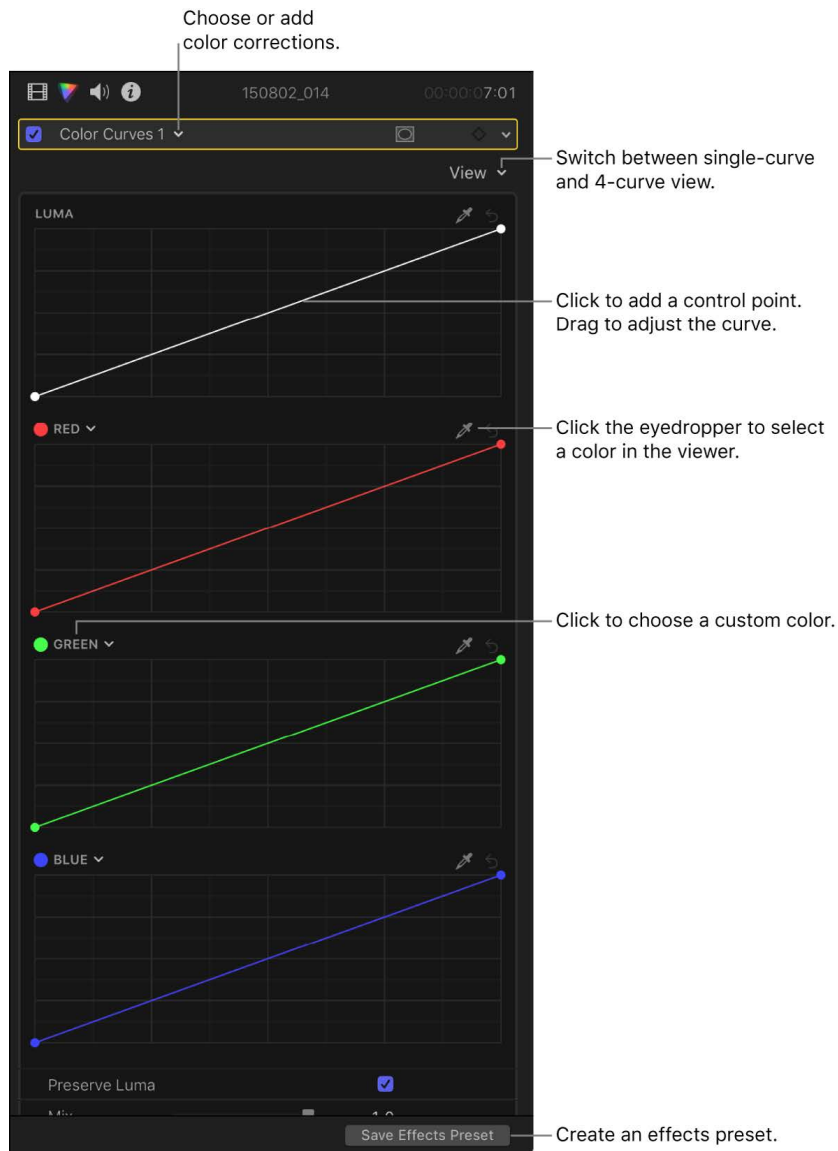 Choose or add
color corrections.
150802_014
00:00:07:01
Color Curves 1
View
Switch between single-curve
and 4-curve view.
LUMA
Click to add a control point.
Drag to adjust the curve.
RED
Click the eyedropper to select
a color in the viewer.
Click to choose a custom color.
GREEN
BLUE
Preserve Luma
Mix 1.0
Save Effects Preset
Create an effects preset.